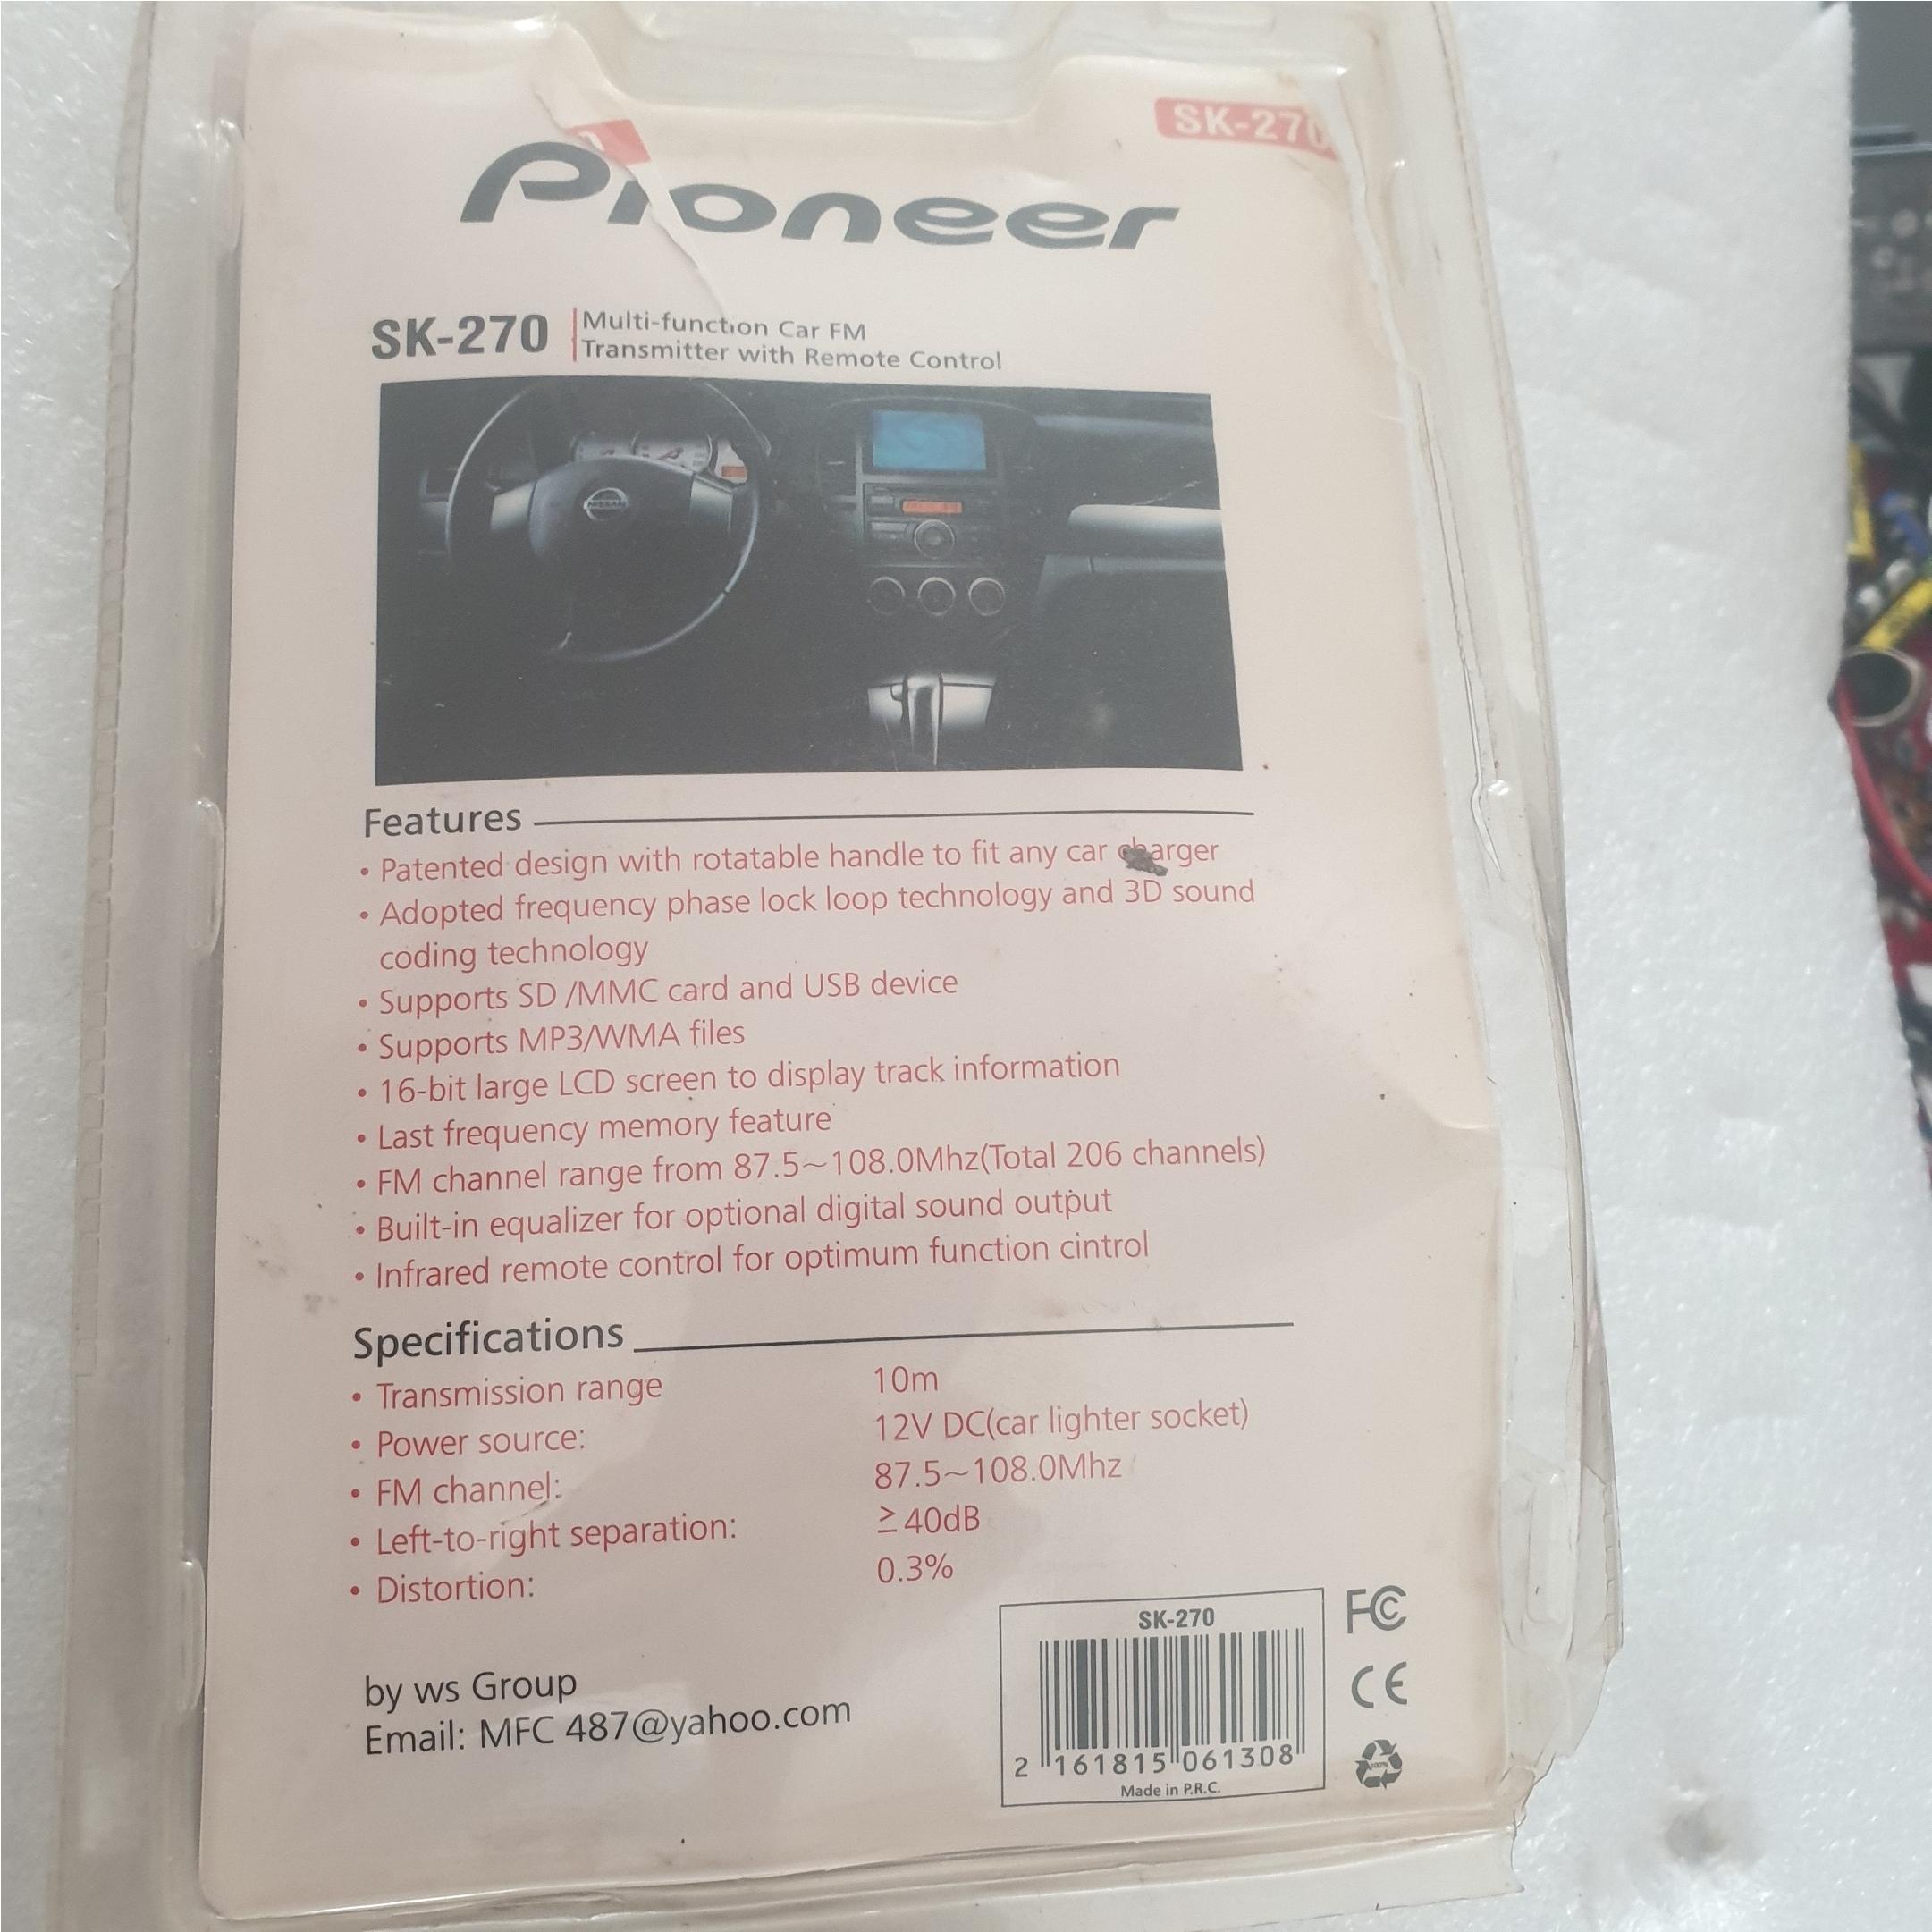 SK-270
Pioneer
SK-270
Multi-function Car FM
Transmitter with Remote Control
NISSAN
Features
• Patented design with rotatable handle to fit any car charger
• Adopted frequency phase lock loop technology and 3D sound
coding technology
• Supports SD /MMC card and USB device
• Supports MP3/WMA files
• 16-bit large LCD screen to display track information
• Last frequency memory feature
• FM channel range from 87.5~108.0Mhz(Total 206 channels)
• Built-in equalizer for optional digital sound output
• Infrared remote control for optimum function cintrol
Specifications
• Transmission range 10m
• Power source: 12V DC(car lighter socket)
• FM channel: 87.5~108.0Mhz
• Left-to-right separation: ≥40dB
• Distortion: 0.3%
by ws Group
Email: MFC 487@yahoo.com
SK-270
2 161815 061308
Made in P.R.C.
FC
CE